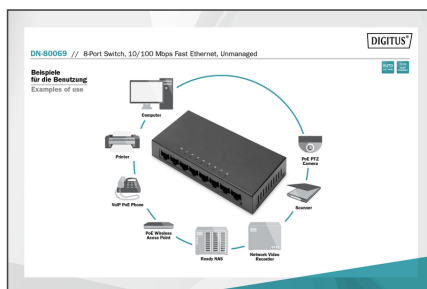 DIGITUS®
DN-80069 // 8-Port Switch, 10/100 Mbps Fast Ethernet, Unmanaged
Beispiele
für die Benutzung
Examples of use
Computer
Printer
VoIP PoE Phone
PoE Wireless
Access Point
Ready NAS
Network Video
Recorder
Scanner
PoE PTZ
Camera